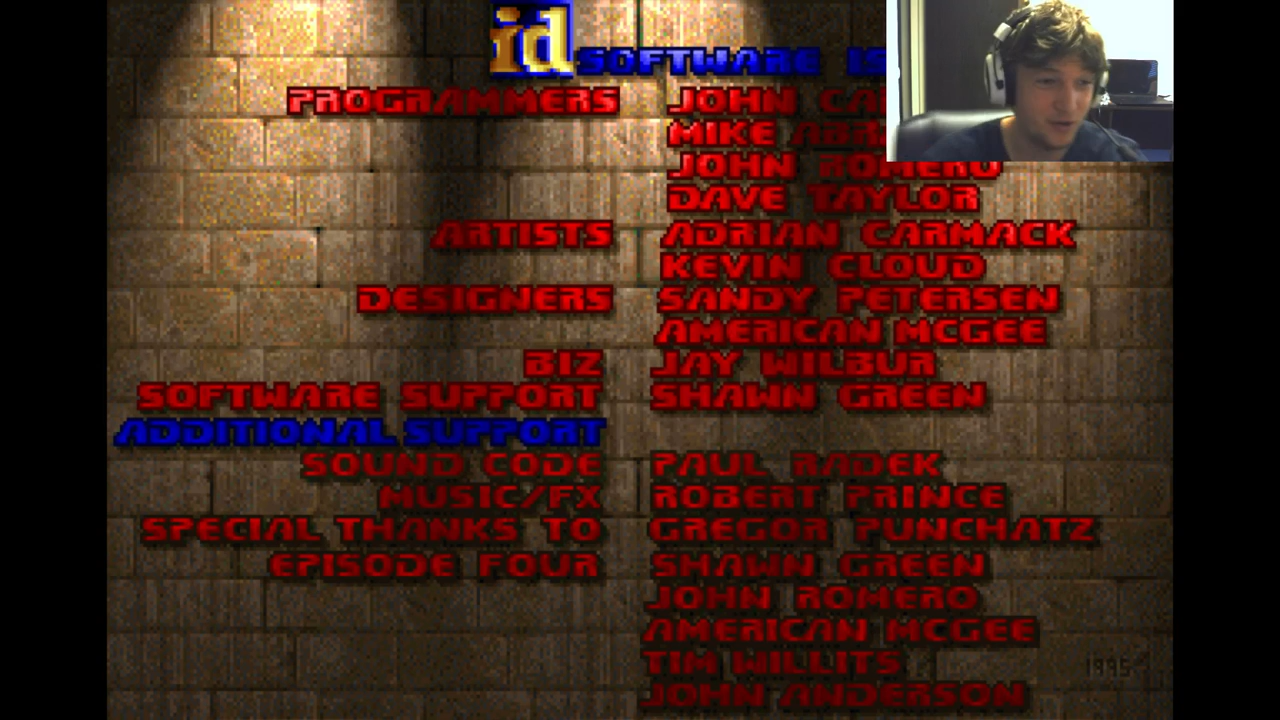 id SOFTWARE IS
PROGRAMMERS JOHN
MIKE
JOHN ROMERO
DAVE TAYLOR
ARTISTS ADRIAN CARMACK
KEVIN CLOUD
DESIGNERS SANDY PETERSEN
AMERICAN MCGEE
BIZ JAY WILBUR
SOFTWARE SUPPORT SHAWN GREEN
ADDITIONAL SUPPORT
SOUND CODE PAUL RADEK
MUSIC/FX ROBERT PRINCE
SPECIAL THANKS TO GREGOR PUNCHATZ
EPISODE FOUR SHAWN GREEN
JOHN ROMERO
AMERICAN MCGEE
TIM WILLITS
JOHN ANDERSON
1995